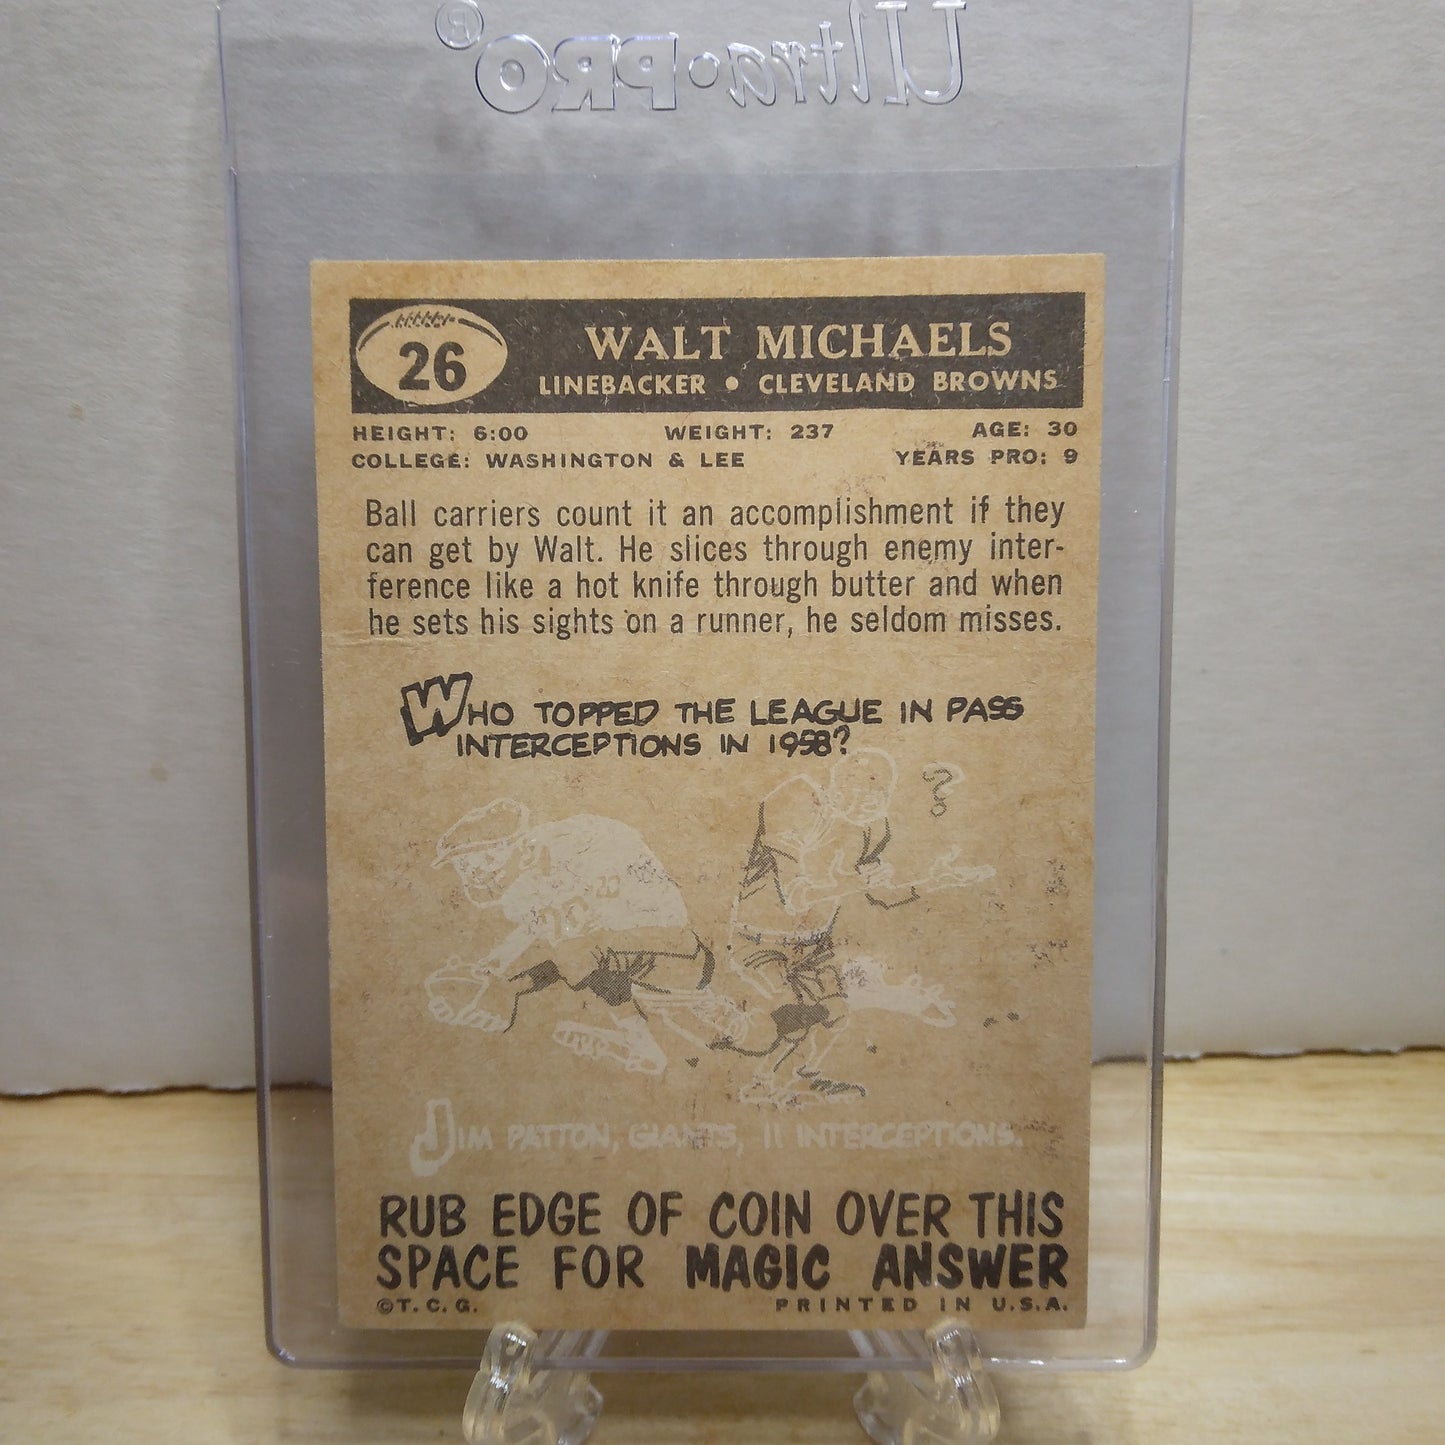 Ultra·PRO®
26
WALT MICHAELS
LINEBACKER • CLEVELAND BROWNS
HEIGHT: 6:00 WEIGHT: 237 AGE: 30
COLLEGE: WASHINGTON & LEE YEARS PRO: 9
Ball carriers count it an accomplishment if they
can get by Walt. He slices through enemy inter-
ference like a hot knife through butter and when
he sets his sights on a runner, he seldom misses.
WHO TOPPED THE LEAGUE IN PASS
INTERCEPTIONS IN 1958?
?
20
20
JIM PATTON, GIANTS, 11 INTERCEPTIONS.
RUB EDGE OF COIN OVER THIS
SPACE FOR MAGIC ANSWER
©T. C. G. PRINTED IN U.S.A.